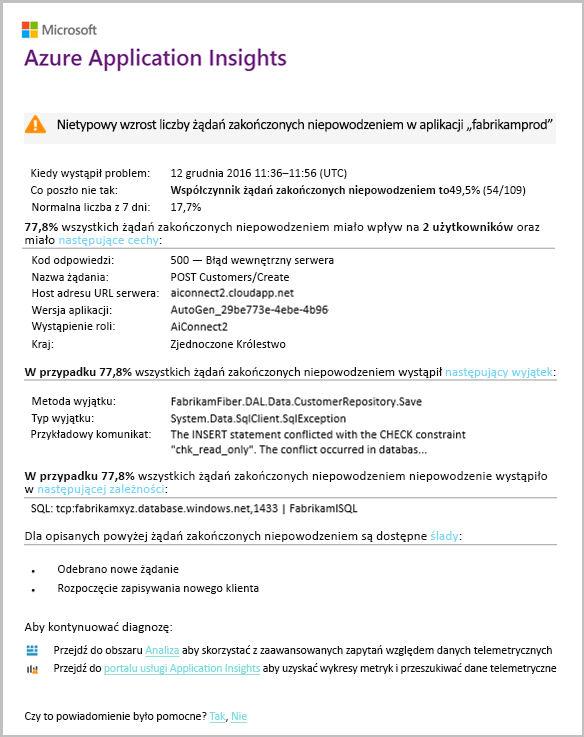 Microsoft
Azure Application Insights
Nietypowy wzrost liczby żądań zakończonych niepowodzeniem w aplikacji „fabrikamprod”
Kiedy wystąpił problem: 12 grudnia 2016 11:36–11:56 (UTC)
Co poszło nie tak: Współczynnik żądań zakończonych niepowodzeniem to49,5% (54/109)
Normalna liczba z 7 dni: 17,7%
77,8% wszystkich żądań zakończonych niepowodzeniem miało wpływ na 2 użytkowników oraz
miało następujące cechy:
Kod odpowiedzi: 500 — Błąd wewnętrzny serwera
Nazwa żądania: POST Customers/Create
Host adresu URL serwera: aiconnect2.cloudapp.net
Wersja aplikacji: AutoGen_29be773e-4ebe-4b96
Wystąpienie roli: AiConnect2
Kraj: Zjednoczone Królestwo
W przypadku 77,8% wszystkich żądań zakończonych niepowodzeniem wystąpił następujący wyjątek:
Metoda wyjątku: FabrikamFiber.DAL.Data.CustomerRepository.Save
Typ wyjątku: System.Data.SqlClient.SqlException
Przykładowy komunikat: The INSERT statement conflicted with the CHECK constraint
"chk_read_only". The conflict occurred in databas...
W przypadku 77,8% wszystkich żądań zakończonych niepowodzeniem niepowodzenie wystąpiło
w następującej zależności:
SQL: tcp:fabrikamxyz.database.windows.net,1433 | FabrikamISQL
Dla opisanych powyżej żądań zakończonych niepowodzeniem są dostępne ślady:
• Odebrano nowe żądanie
• Rozpoczęcie zapisywania nowego klienta
Aby kontynuować diagnozę:
Przejdź do obszaru Analiza aby skorzystać z zaawansowanych zapytań względem danych telemetrycznych
Przejdź do portalu usługi Application Insights aby uzyskać wykresy metryk i przeszukiwać dane telemetryczne
Czy to powiadomienie było pomocne? Tak, Nie